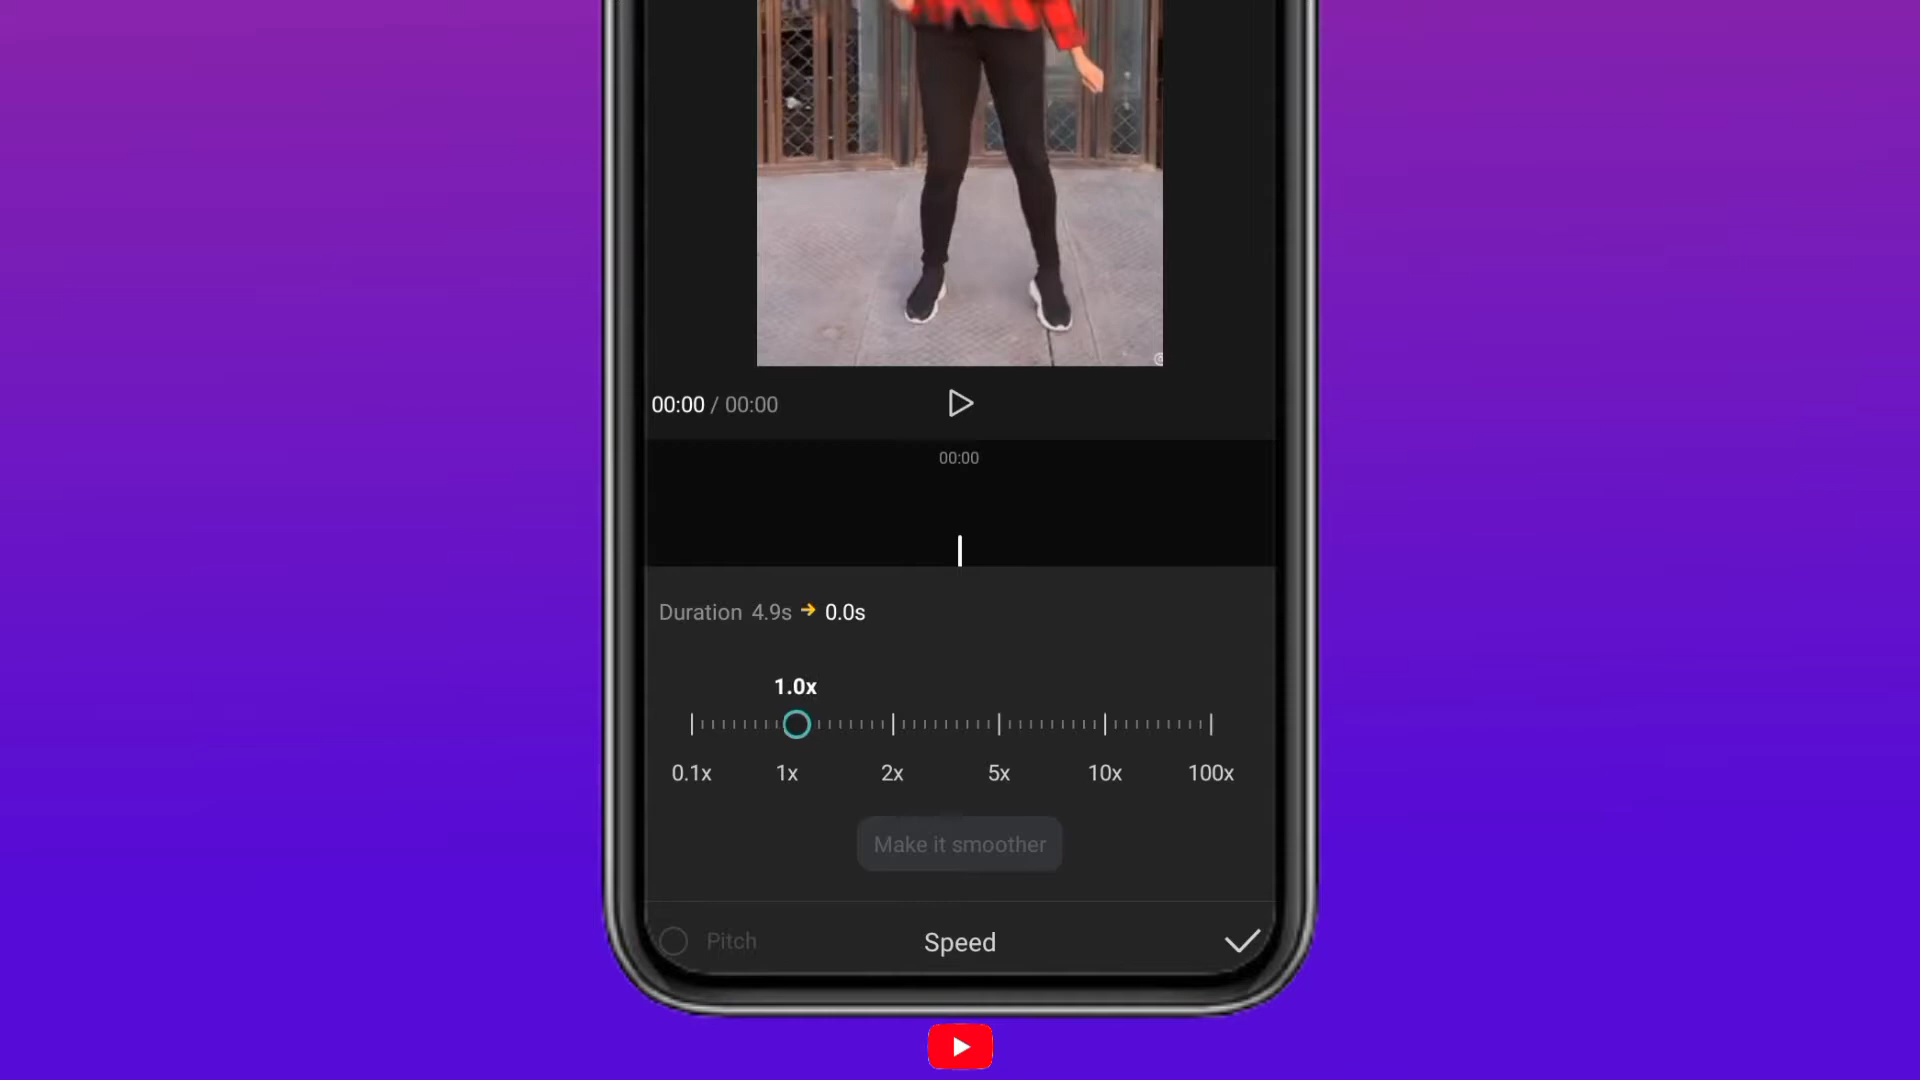 00:00 / 00:00
00:00
Duration 4.9s → 0.0s
1.0x
0.1x 1x 2x 5x 10x 100x
Make it smoother
Pitch Speed